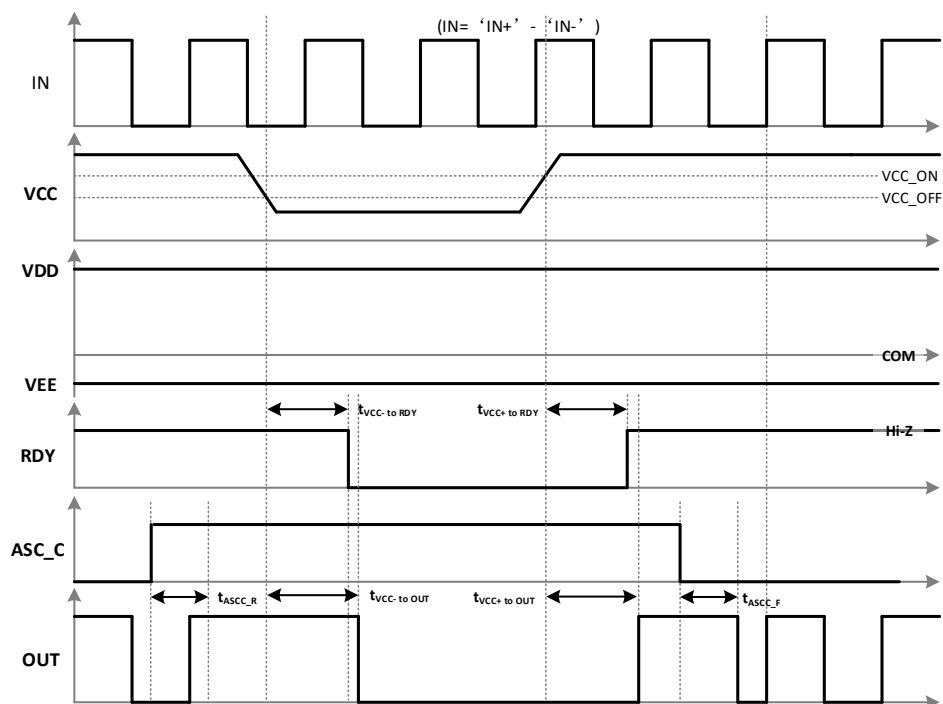 (IN= ‘IN+’ - ‘IN-’ )
IN
VCC_ON
VCC
VCC_OFF
VDD
COM
VEE
tVCC- to RDY
tVCC+ to RDY
Hi-Z
RDY
ASC_C
tASCC_R
tVCC- to OUT
tVCC+ to OUT
tASCC_F
OUT